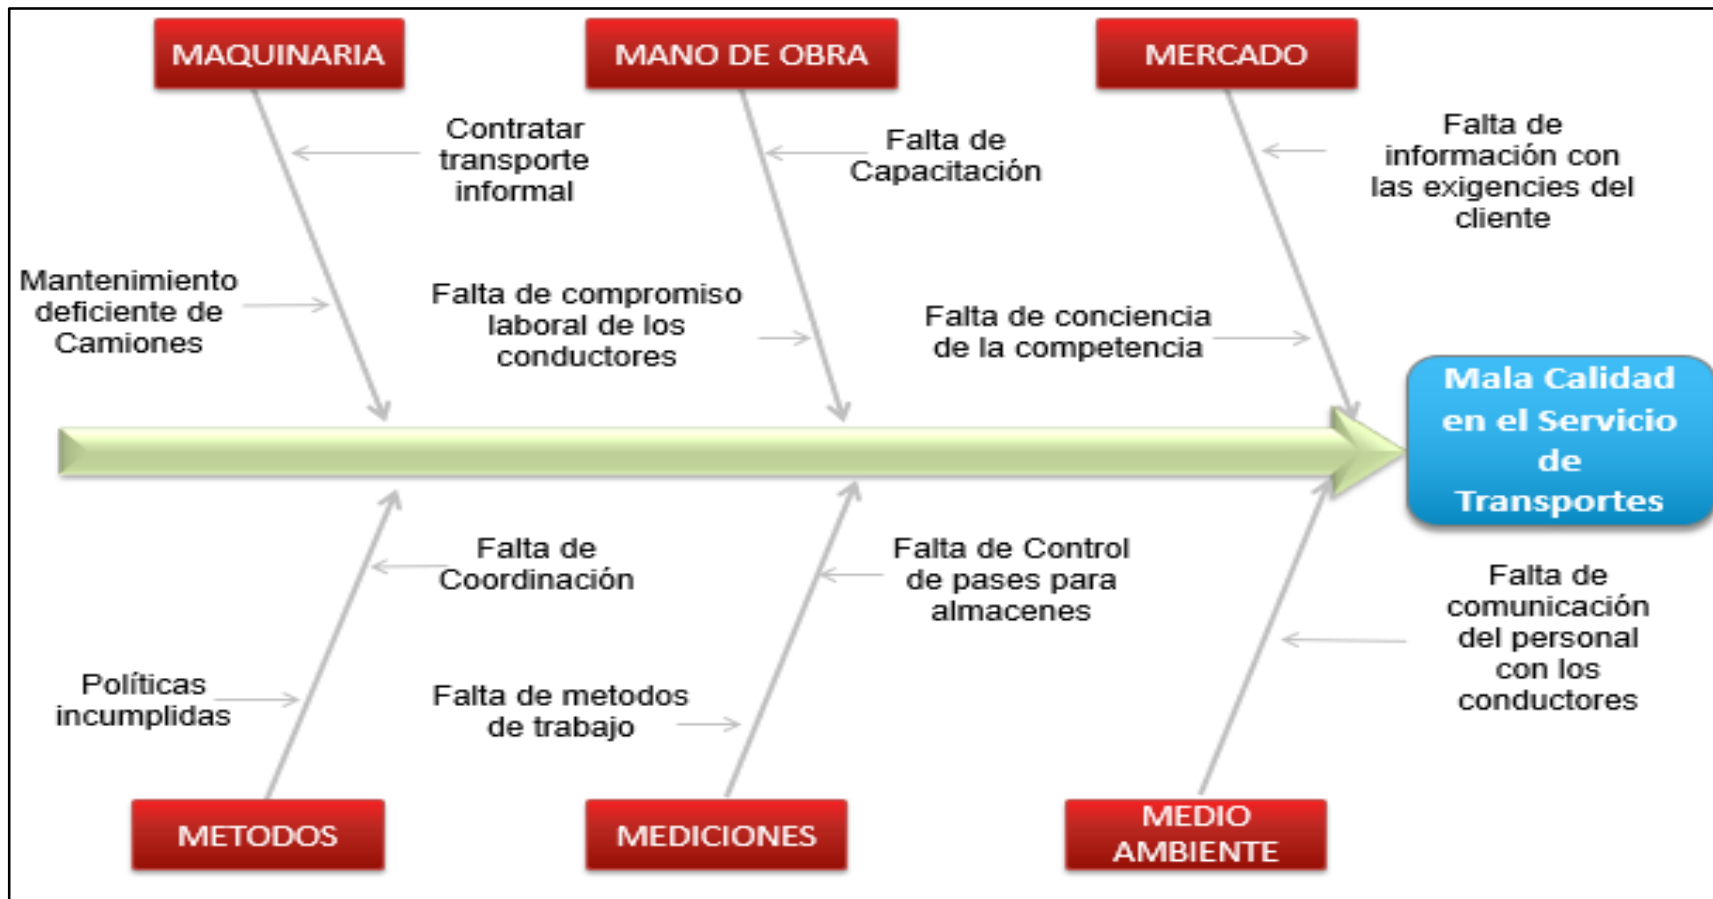 MAQUINARIA
MANO DE OBRA
MERCADO
Contratar
transporte
informal
Falta de
Capacitación
Falta de
información con
las exigencies del
cliente
Mantenimiento
deficiente de
Camiones
Falta de compromiso
laboral de los
conductores
Falta de conciencia
de la competencia
Mala Calidad
en el Servicio
de
Transportes
Falta de
Coordinación
Falta de Control
de pases para
almacenes
Falta de
comunicación
del personal
con los
conductores
Políticas
incumplidas
Falta de metodos
de trabajo
METODOS
MEDICIONES
MEDIO
AMBIENTE